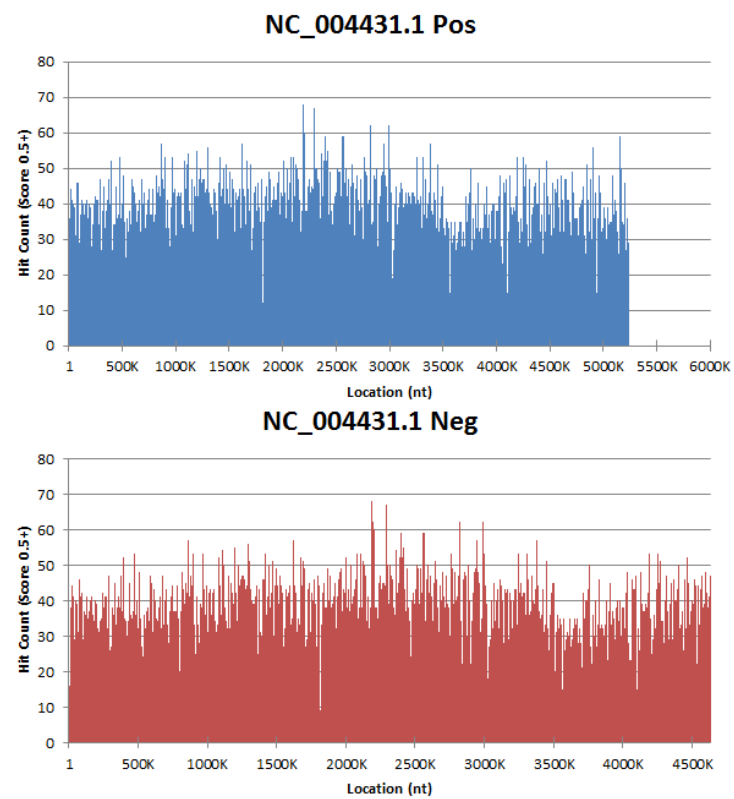 NC_004431.1 Pos
80
70
60
50
40
30
20
10
0
Hit Count (Score 0.5+)
1 500K 1000K 1500K 2000K 2500K 3000K 3500K 4000K 4500K 5000K 5500K 6000K
Location (nt)
NC_004431.1 Neg
80
70
60
50
40
30
20
10
0
Hit Count (Score 0.5+)
1 500K 1000K 1500K 2000K 2500K 3000K 3500K 4000K 4500K
Location (nt)